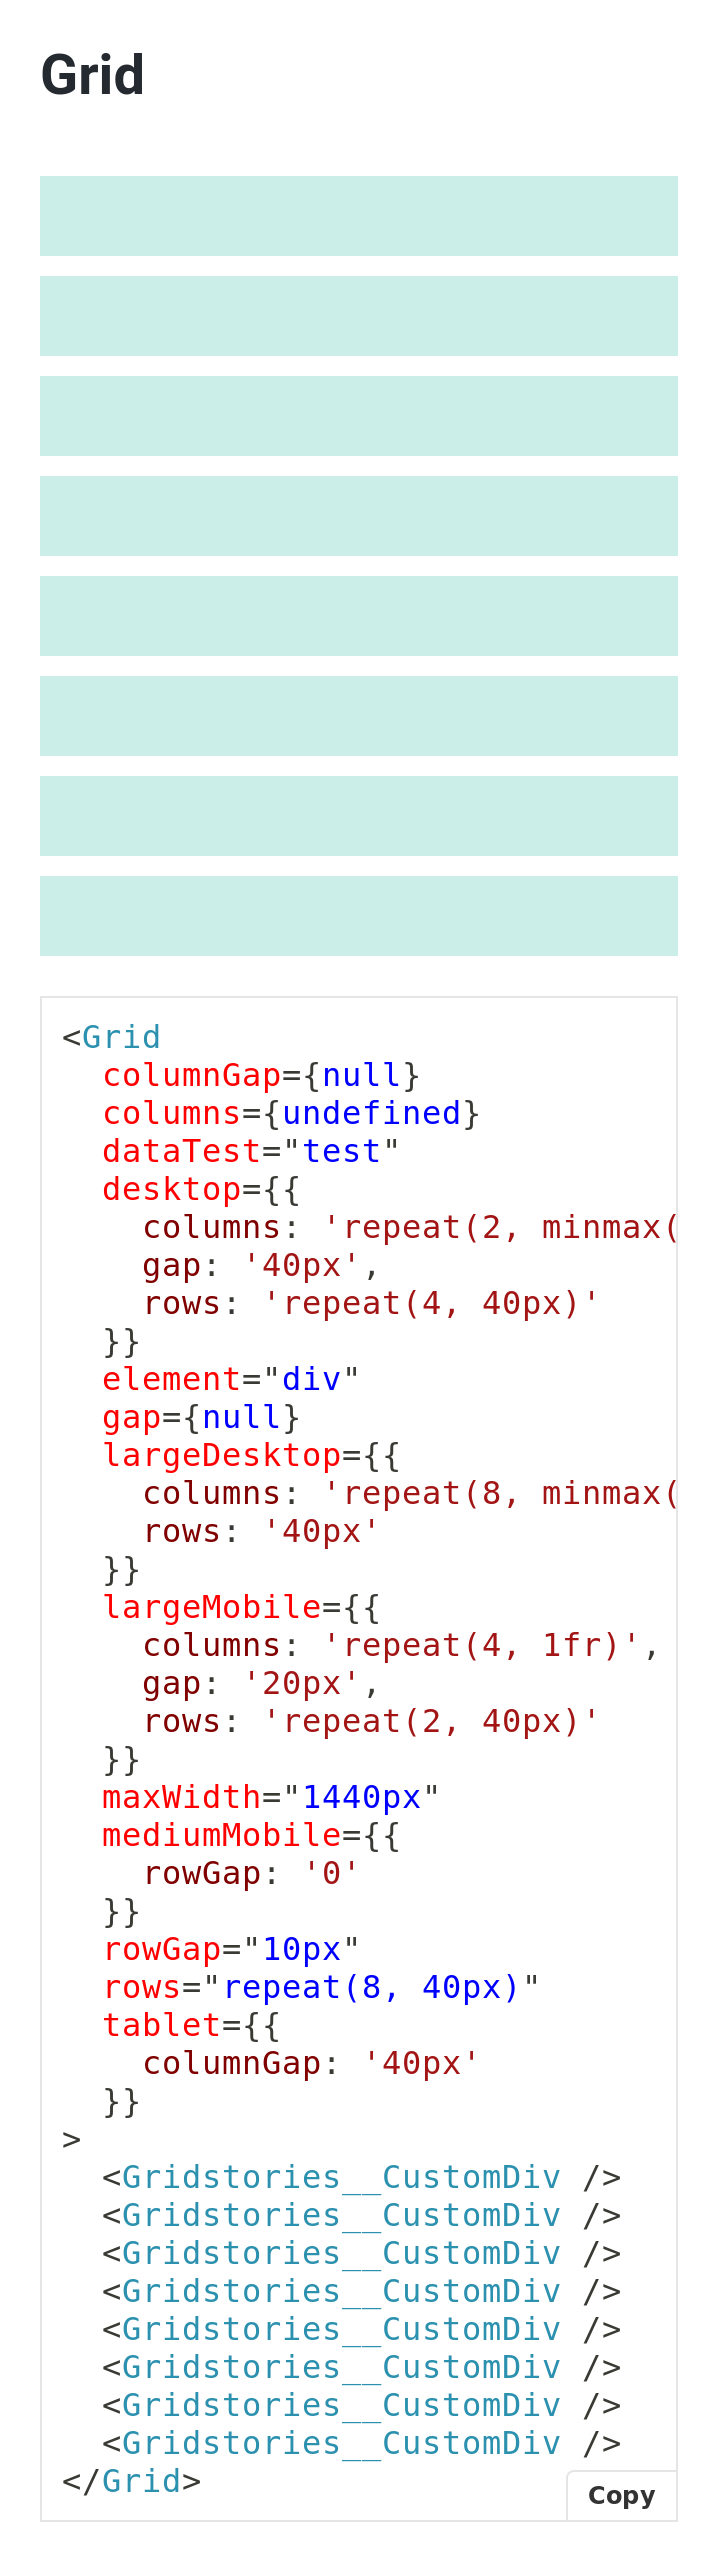 Grid
<Grid
  columnGap={null}
  columns={undefined}
  dataTest="test"
  desktop={{
    columns: 'repeat(2, minmax(
    gap: '40px',
    rows: 'repeat(4, 40px)'
  }}
  element="div"
  gap={null}
  largeDesktop={{
    columns: 'repeat(8, minmax(
    rows: '40px'
  }}
  largeMobile={{
    columns: 'repeat(4, 1fr)',
    gap: '20px',
    rows: 'repeat(2, 40px)'
  }}
  maxWidth="1440px"
  mediumMobile={{
    rowGap: '0'
  }}
  rowGap="10px"
  rows="repeat(8, 40px)"
  tablet={{
    columnGap: '40px'
  }}
>
  <Gridstories__CustomDiv />
  <Gridstories__CustomDiv />
  <Gridstories__CustomDiv />
  <Gridstories__CustomDiv />
  <Gridstories__CustomDiv />
  <Gridstories__CustomDiv />
  <Gridstories__CustomDiv />
  <Gridstories__CustomDiv />
</Grid>
Copy